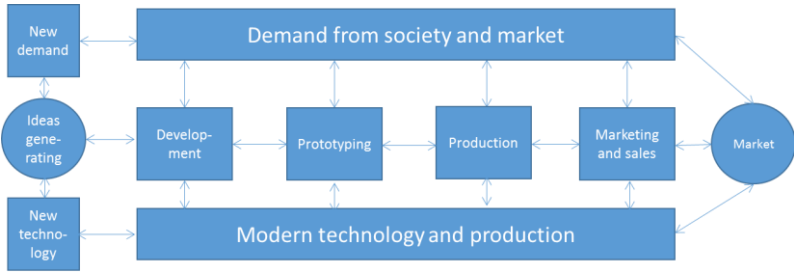 New
demand
Demand from society and market
Ideas
gene-
rating
Develop-
ment
Prototyping
Production
Marketing
and sales
Market
New
techno-
logy
Modern technology and production